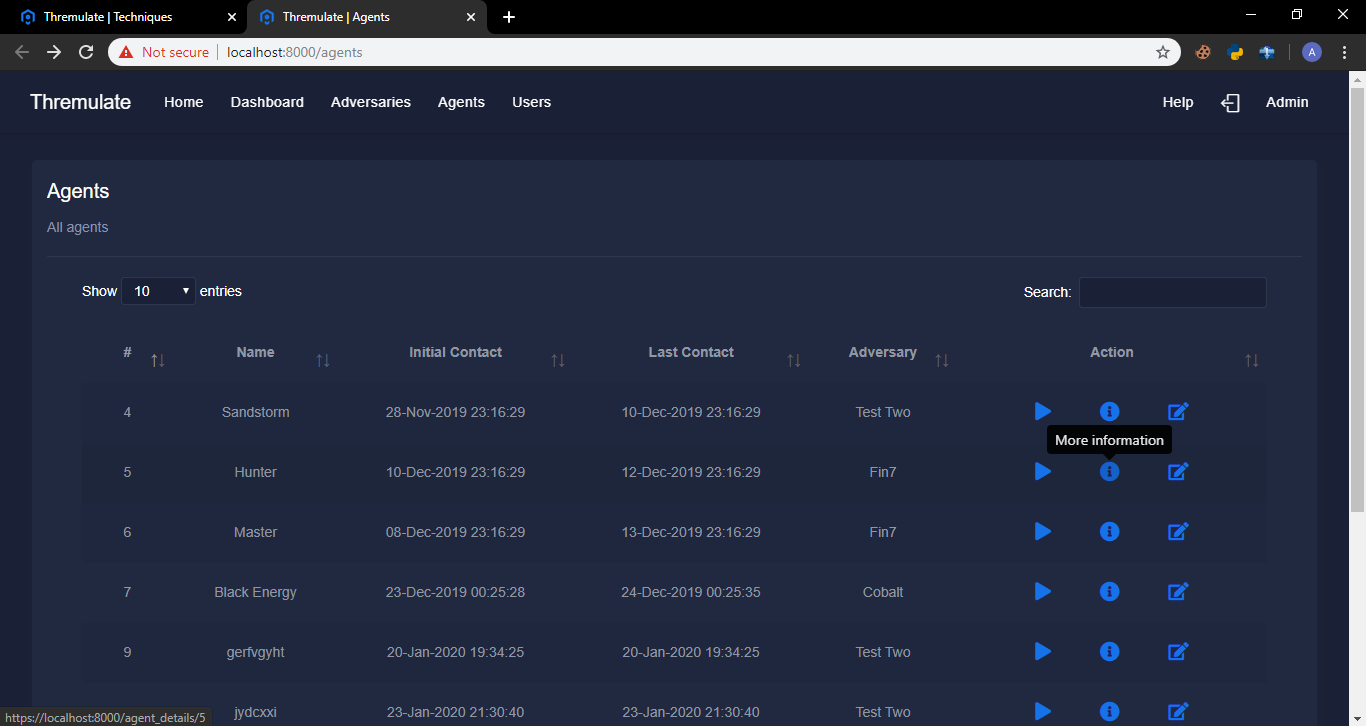 Thremulate | Techniques
Thremulate | Agents
Not secure | localhost:8000/agents
A
Thremulate Home Dashboard Adversaries Agents Users Help Admin
Agents
All agents
Show 10 entries Search:
# Name Initial Contact Last Contact Adversary Action
4 Sandstorm 28-Nov-2019 23:16:29 10-Dec-2019 23:16:29 Test Two
More information
5 Hunter 10-Dec-2019 23:16:29 12-Dec-2019 23:16:29 Fin7
6 Master 08-Dec-2019 23:16:29 13-Dec-2019 23:16:29 Fin7
7 Black Energy 23-Dec-2019 00:25:28 24-Dec-2019 00:25:35 Cobalt
9 gerfvgyht 20-Jan-2020 19:34:25 20-Jan-2020 19:34:25 Test Two
jydcxxi 23-Jan-2020 21:30:40 23-Jan-2020 21:30:40 Test Two
https://localhost:8000/agent_details/5